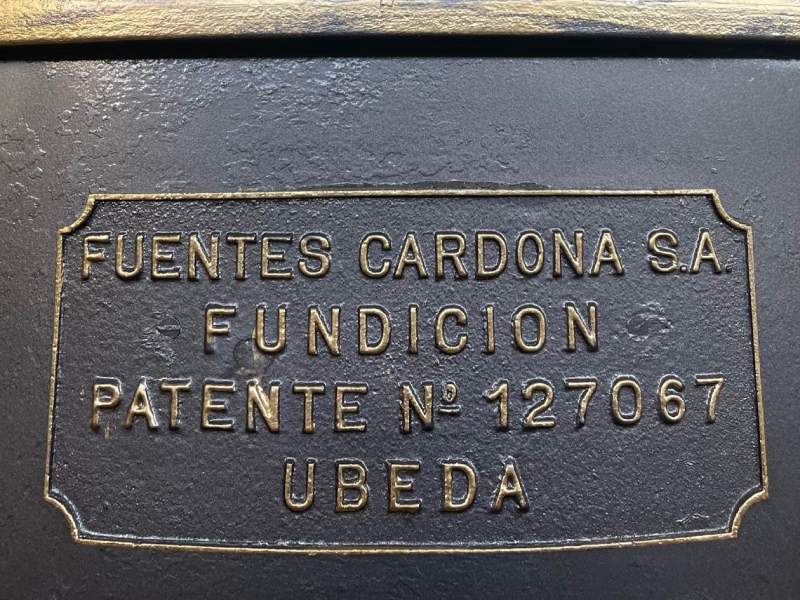 FUENTES CARDONA S.A.
FUNDICION
PATENTE Nº 127067
UBEDA